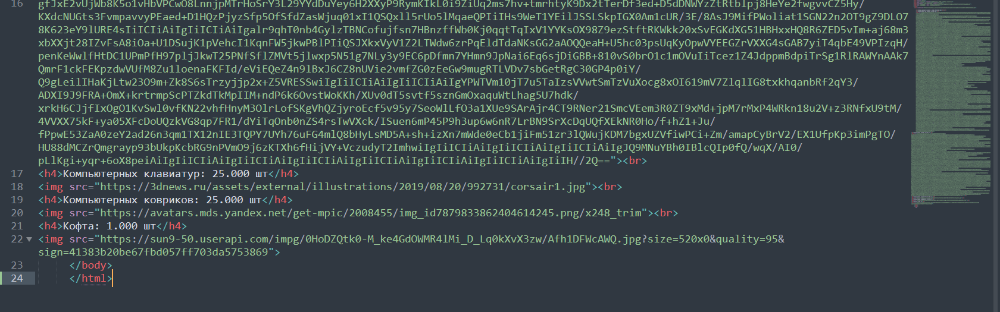 16 gfJxE2vUjWb8K5o1vHbVPCwO8LnnjpMTrHoSrY3L29YYdDuYey6H2XXyP9RymKIkL0i9ZiUq2ms7hv+tmrhtyK9Dx2tTerDf3ed+D5dDNWYzZtRtblpj8HeYe2fwgvvCZ5Hy/
KXdcNUGts3FvmpavvyPEaed+D1HQzPjyzSfp5OfSfdZasWjuq01xI1QSQxll5rUo5lMqaeQPIiIHs9WeT1YEilJSSLSkpIGX0Am1cUR/3E/8AsJ9MifPWoliat1SGN22n2OT9gZ9DLO7
8K623eY9lURE4sIiICIiAiIgIiICIiAiIgalr9qhT0nb4GylzTBNCofujfsn7HBnzffWb0Kj0qqtTqIxV1YYKsOX98Z9ezStftRKWkk20xSvEGKdXG51HBHxxHQ8R6ZED5vIm+aj68m3
xbXXjt28IZvFsA8iOa+U1DSujK1pVehcI1KqnFW5jkwPBlPIiQSJXkxVyV1Z2LTWdw6zrPqEldTdaNKsGG2aAOQQeaH+U5hc03psUqKyOpwVYEEGZrVXXG4sGAB7yiT4qbE49VPIzqH/
penKeWwlfHtDC1UPmPfH97pljJkwT25PNfSflZMVt5jlwxp5N51g7NLy3y9EC6pDfmn7YHmn9JpNai6Eq6sjDiGBB+810vS0brO1c1mOVuIiTcez1Z4JdppmBdpiTrSg1RlRAWYnAAk7
QmrF1ckFEKpzdwVUfM8Zu1loenaFKFId/eViEQeZ4n9lBxJ6CZ8nUVie2vmfZG0zEeGw9mugRTLVDv7sbGetRgC30GP4p0iY/
Q9gLeilIHaKjLtw23O9m+Zk8S6sTrzyjjp2x+Z5VRESSwiIgIiICIiAiIgIiICIiAiIgYPWTVm10jT7u5TaIzsVVwtSmTzVuXocg8xOI619mV7ZlqlIG8txkhqanbRf2qY3/
ADXI9J9FRA+OmX+krtrmpScPTZkdTkMpIIM+ndP6k6OvstWoKKh/XUv0dT5svtf5sznGmOxaquWtLhag5U7hdk/
xrkH6CJjfIxOgO1KvSwl0vfKN22vhfHnyM3OlrLofSKgVhQZjyroEcf5v95y7SeoWlLfO3a1XUe9SArAjr4CT9RNer21SmcVEem3R0ZT9xMd+jpM7rMxP4WRkn18u2V+z3RNfxU9tM/
4VVXX75kF+ya05XFcDoUQzkVG8qp7FR1/dYiTqOnb0nZS4rsTwVXck/ISuen6mP45P9h3up6w6nR7LrBN9SrXcDqUQfXEkNR0Ho/f+hZ1+Ju/
fPpwE53ZaA0zeY2ad26n3qm1TX12nIE3TQPY7UYh76uFG4mlQ8bHyLsMD5A+sh+izXn7mWde0eCb1jiFm51zr3lQWujKDM7bgxUZVfiwPCi+Zm/amapCyBrV2/EX1UfpKp3imPgTO/
HU88dMCZrQmgrayp93bUkpKcbRG9nPVmO9j6zKTXh6fHijVY+VczudyT2ImhwiIgIiICIiAiIgIiICIiAiIgIiICIiAiIgJQ9MNuYBh0IBlcQIp0fQ/wqX/AI0/
pLlKgi+yqr+6oX8peiAiIgIiICIiAiIgIiICIiAiIgIiICIiAiIgIiICIiAiIgIiICIiAiIgIiIH//2Q=="><br>
17 <h4>Компьютерных клавиатур: 25.000 шт</h4>
18 <img src="https://3dnews.ru/assets/external/illustrations/2019/08/20/992731/corsair1.jpg"><br>
19 <h4>Компьютерных ковриков: 25.000 шт</h4>
20 <img src="https://avatars.mds.yandex.net/get-mpic/2008455/img_id7879833862404614245.png/x248_trim"><br>
21 <h4>Кофта: 1.000 шт</h4>
22 <img src="https://sun9-50.userapi.com/impg/0HoDZQtk0-M_ke4GdOWMR4lMi_D_Lq0kXvX3zw/Afh1DFWcAWQ.jpg?size=520x0&quality=95&
sign=41383b20be67fbd057ff703da5753869">
23 </body>
24 </html>